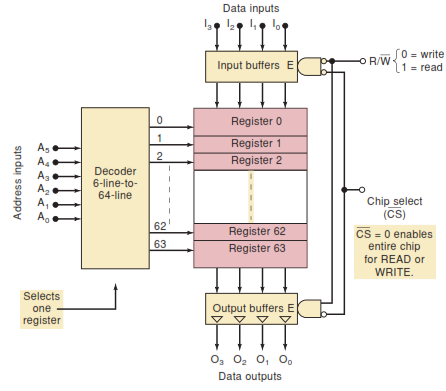 Data inputs
I₃ I₂ I₁ I₀
Input buffers E
R/W̅
0 = write
1 = read
0
1
2
62
63
Register 0
Register 1
Register 2
Register 62
Register 63
Address inputs
A₅
A₄
A₃
A₂
A₁
A₀
Decoder
6-line-to-
64-line
Chip select
(C̅S̅)
C̅S̅ = 0 enables
entire chip
for READ or
WRITE.
Selects
one
register
Output buffers E
O₃ O₂ O₁ O₀
Data outputs